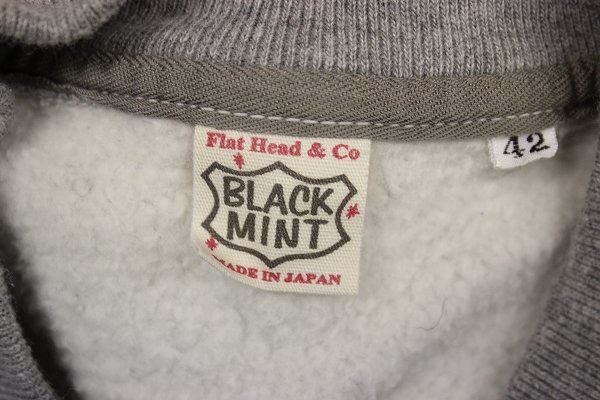 Flat Head & Co
BLACK
MINT
MADE IN JAPAN
42